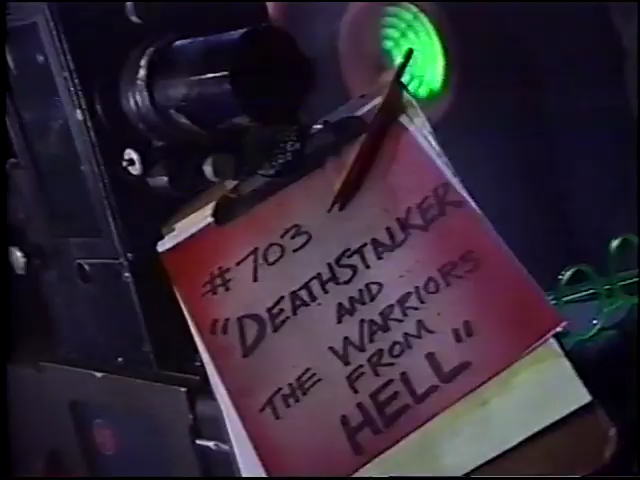 #703
"DEATHSTALKER
AND
THE WARRIORS
FROM
HELL"